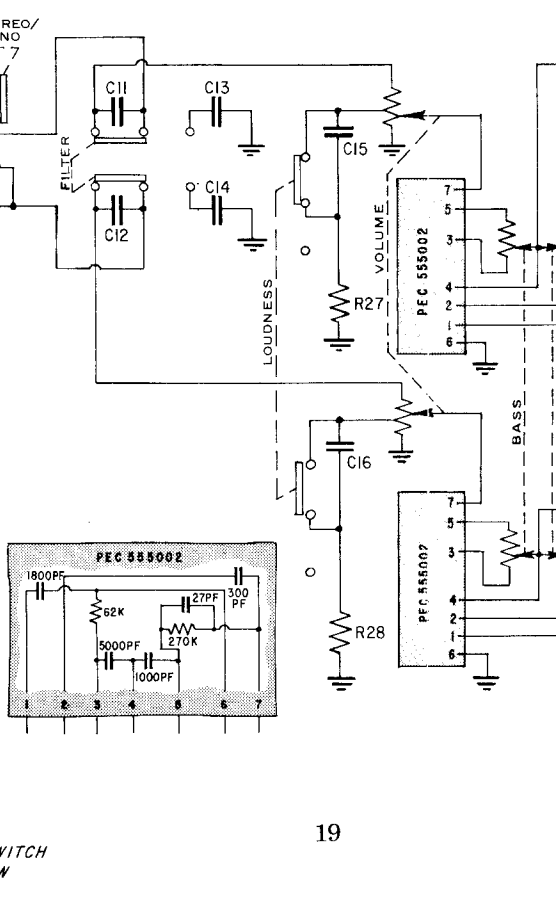 REO/
NO
7
C11
C13
FILTER
C15
C14
C12
VOLUME
LOUDNESS
R27
PEC 555002
7
5
3
4
2
1
6
BASS
C16
R28
PEC 555002
7
5
3
4
2
1
6
PEC 555002
1800PF
300
PF
62K
27PF
270K
5000PF
1000PF
1 2 3 4 5 6 7
19
WITCH
W